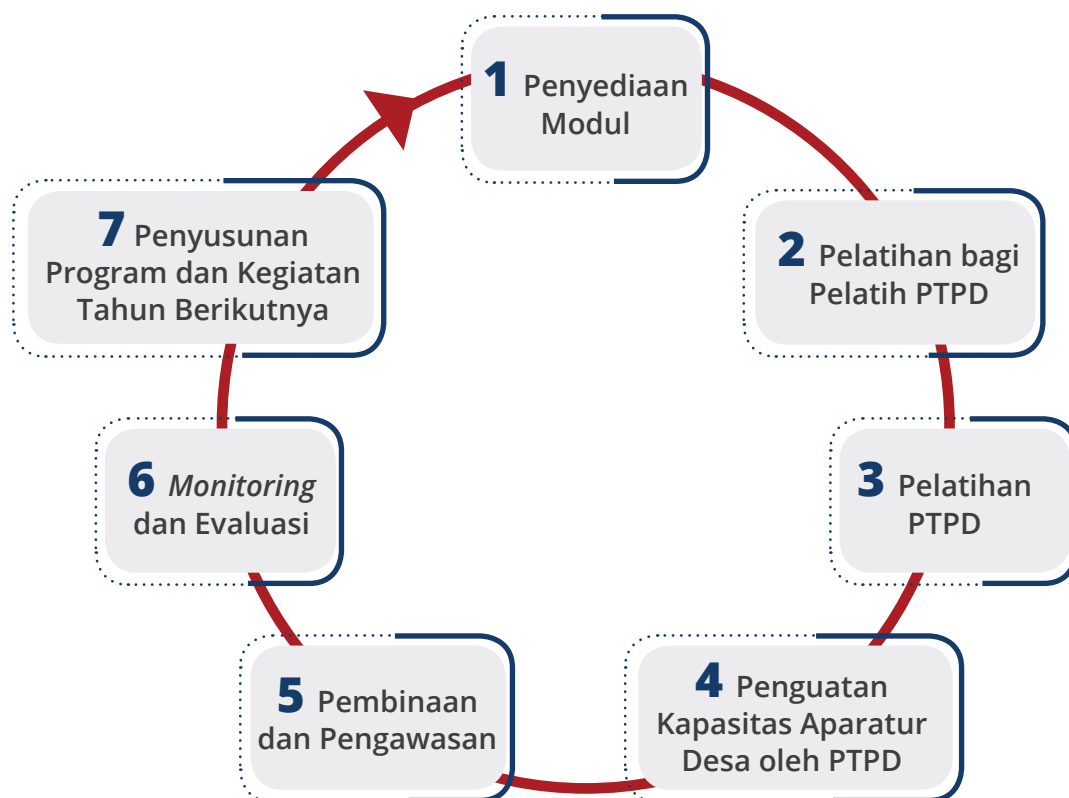 1 Penyediaan
Modul
2 Pelatihan bagi
Pelatih PTPD
3 Pelatihan
PTPD
4 Penguatan
Kapasitas Aparatur
Desa oleh PTPD
5 Pembinaan
dan Pengawasan
6 Monitoring
dan Evaluasi
7 Penyusunan
Program dan Kegiatan
Tahun Berikutnya